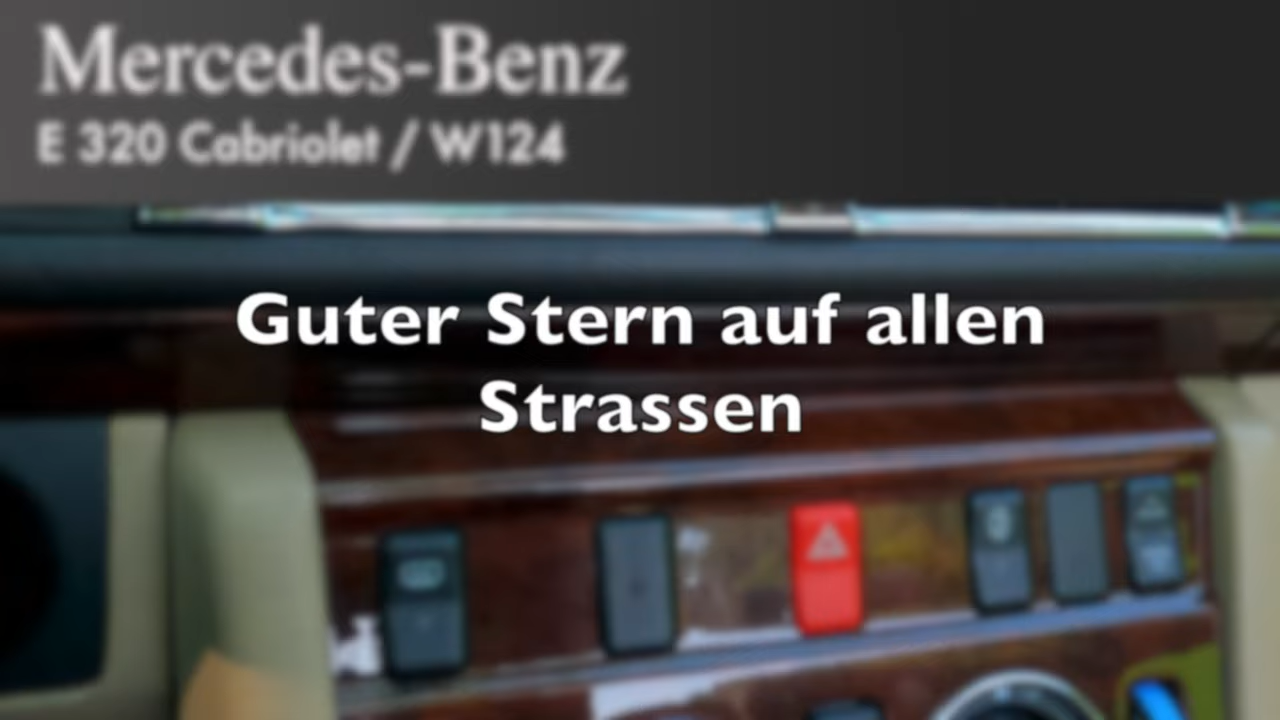 Mercedes-Benz
E 320 Cabriolet / W124
Guter Stern auf allen
Strassen